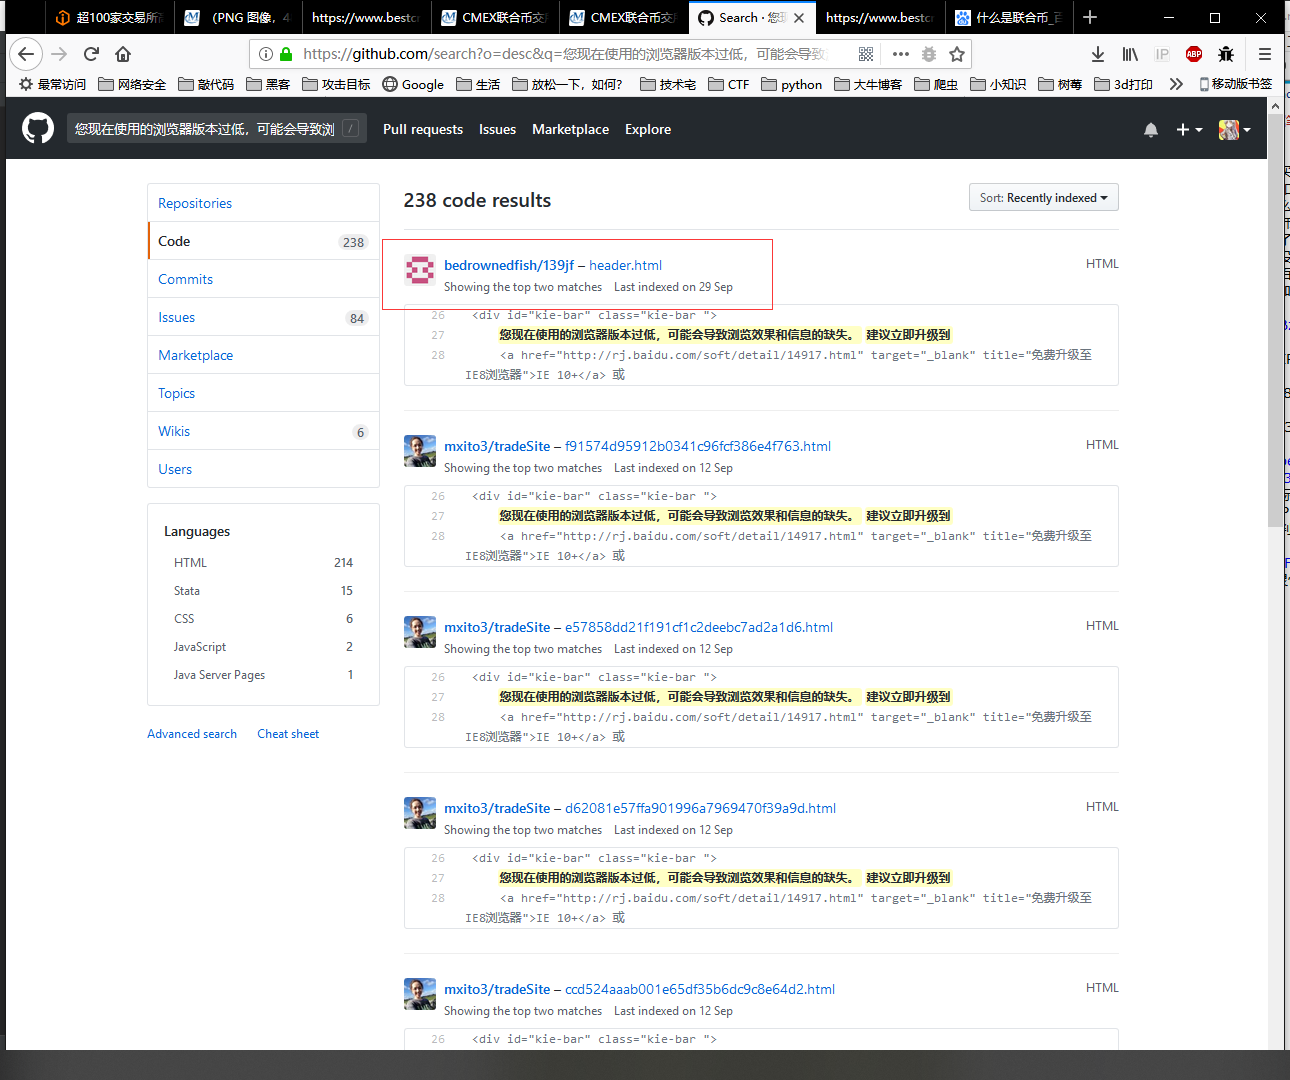 超100家交易所
(PNG 图像, 4
https://www.bestc
CMEX联合币交
CMEX联合币交
Search · 您现
https://www.bestc
什么是联合币_百
https://github.com/search?o=desc&q=您现在使用的浏览器版本过低，可能会导致
最常访问 网络安全 敲代码 黑客 攻击目标 Google 生活 放松一下，如何？ 技术宅 CTF python 大牛博客 爬虫 小知识 树莓 3d打印 移动版书签
您现在使用的浏览器版本过低，可能会导致浏 / Pull requests Issues Marketplace Explore
Repositories
Code 238
Commits
Issues 84
Marketplace
Topics
Wikis 6
Users
Languages
HTML 214
Stata 15
CSS 6
JavaScript 2
Java Server Pages 1
Advanced search Cheat sheet
238 code results
Sort: Recently indexed
bedrownedfish/139jf – header.html
HTML
Showing the top two matches Last indexed on 29 Sep
26 <div id="kie-bar" class="kie-bar ">
27 您现在使用的浏览器版本过低，可能会导致浏览效果和信息的缺失。 建议立即升级到
28 <a href="http://rj.baidu.com/soft/detail/14917.html" target="_blank" title="免费升级至
IE8浏览器">IE 10+</a> 或
mxito3/tradeSite – f91574d95912b0341c96fcf386e4f763.html
HTML
Showing the top two matches Last indexed on 12 Sep
26 <div id="kie-bar" class="kie-bar ">
27 您现在使用的浏览器版本过低，可能会导致浏览效果和信息的缺失。 建议立即升级到
28 <a href="http://rj.baidu.com/soft/detail/14917.html" target="_blank" title="免费升级至
IE8浏览器">IE 10+</a> 或
mxito3/tradeSite – e57858dd21f191cf1c2deebc7ad2a1d6.html
HTML
Showing the top two matches Last indexed on 12 Sep
26 <div id="kie-bar" class="kie-bar ">
27 您现在使用的浏览器版本过低，可能会导致浏览效果和信息的缺失。 建议立即升级到
28 <a href="http://rj.baidu.com/soft/detail/14917.html" target="_blank" title="免费升级至
IE8浏览器">IE 10+</a> 或
mxito3/tradeSite – d62081e57ffa901996a7969470f39a9d.html
HTML
Showing the top two matches Last indexed on 12 Sep
26 <div id="kie-bar" class="kie-bar ">
27 您现在使用的浏览器版本过低，可能会导致浏览效果和信息的缺失。 建议立即升级到
28 <a href="http://rj.baidu.com/soft/detail/14917.html" target="_blank" title="免费升级至
IE8浏览器">IE 10+</a> 或
mxito3/tradeSite – ccd524aaab001e65df35b6dc9c8e64d2.html
HTML
Showing the top two matches Last indexed on 12 Sep
26 <div id="kie-bar" class="kie-bar ">